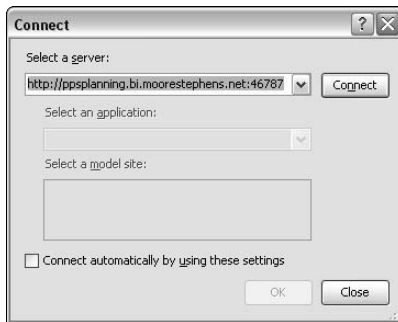 Connect
Select a server:
http://ppsplanning.bi.moorestephens.net:46787
Connect
Select an application:
Select a model site:
Connect automatically by using these settings
OK
Close